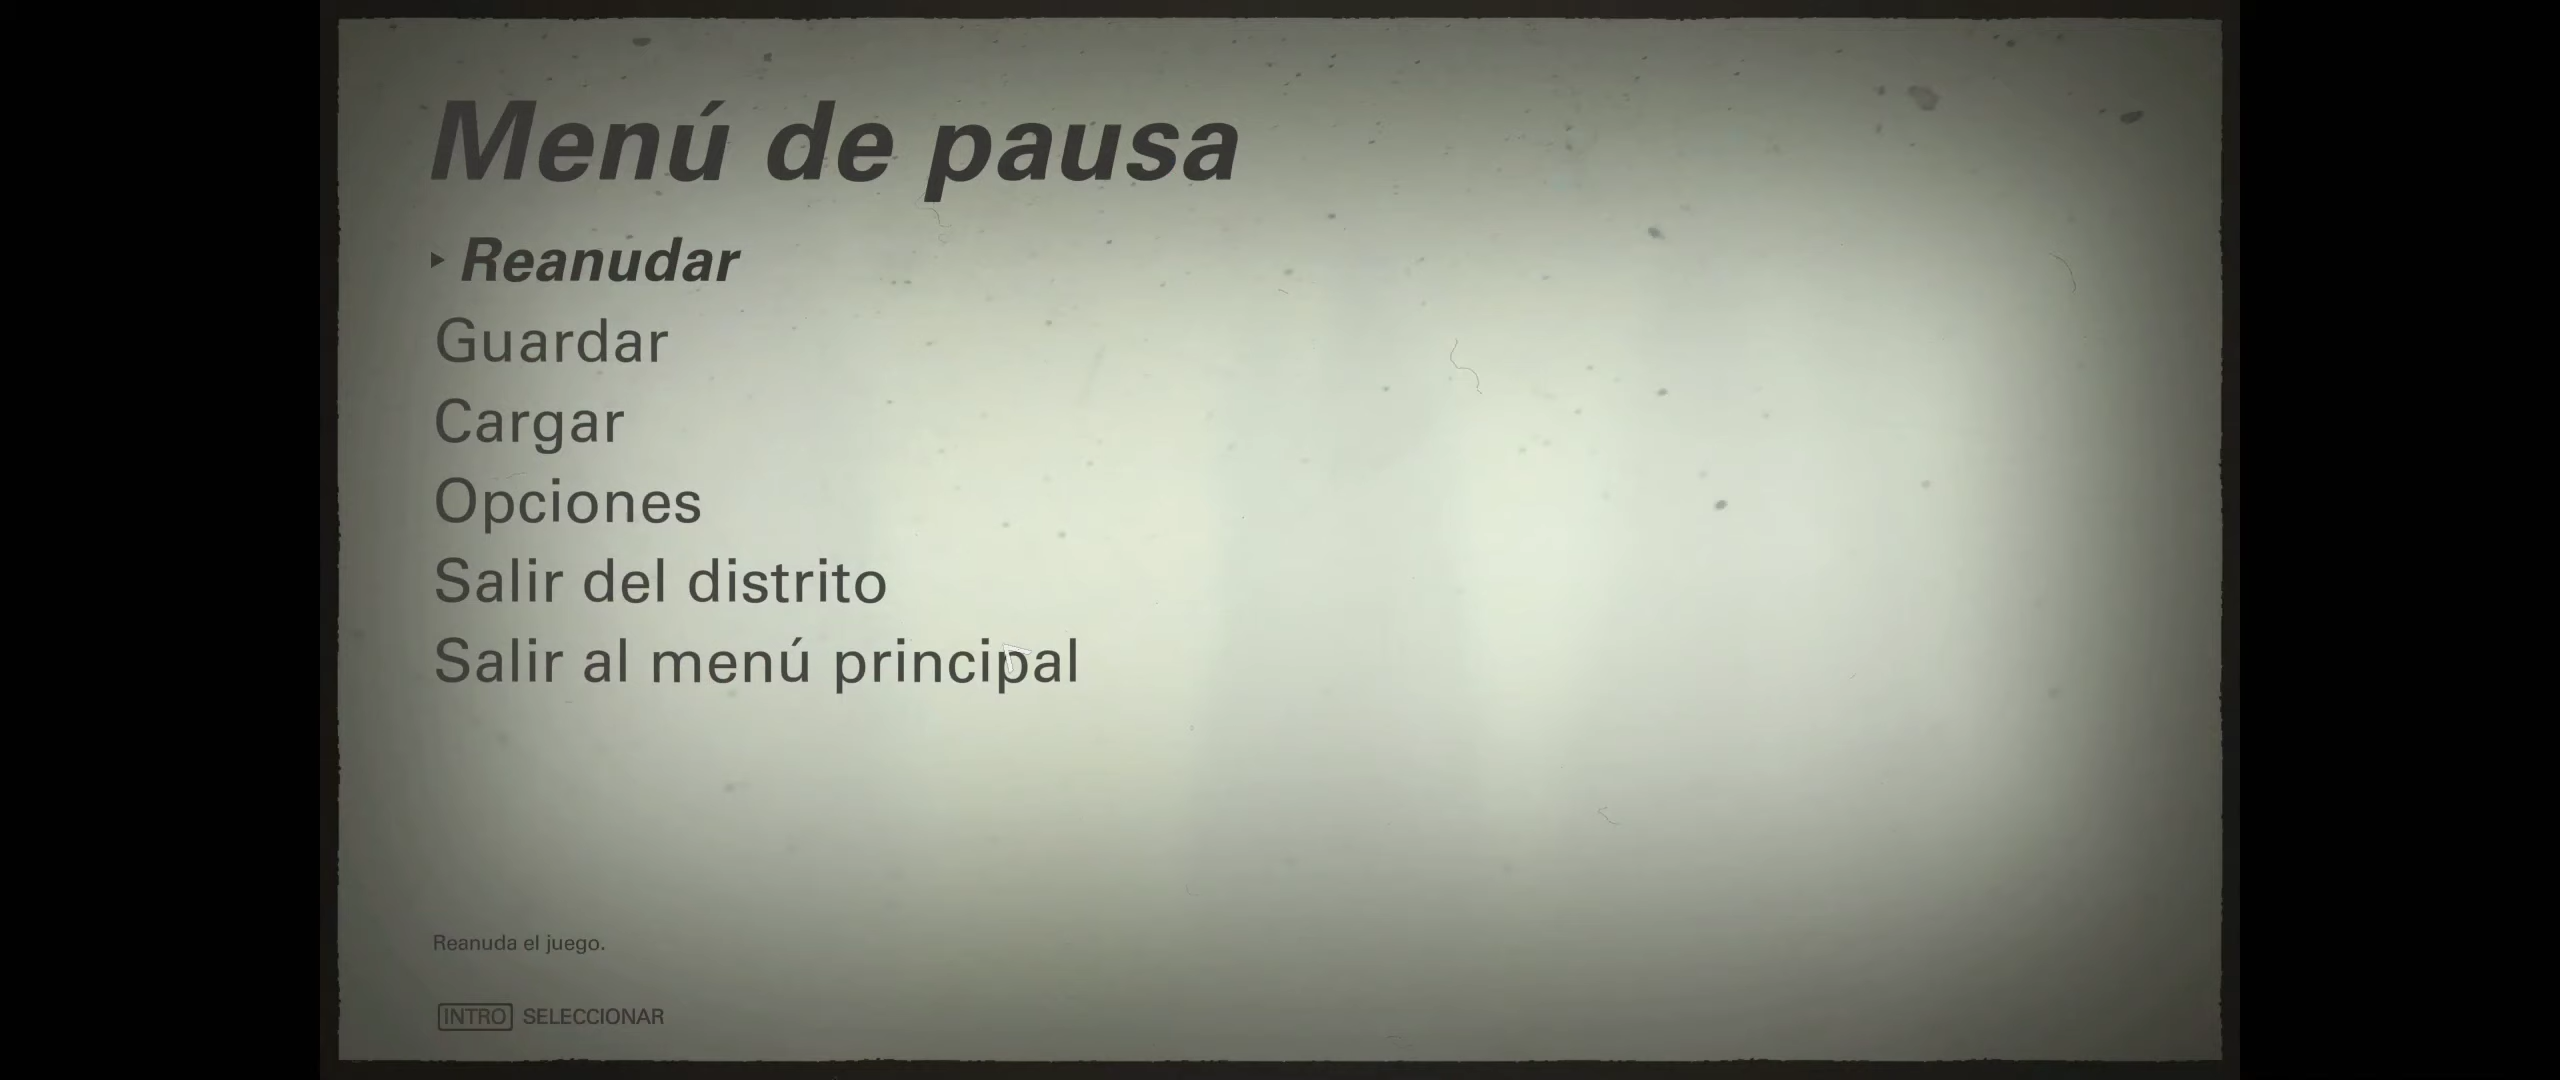 Menú de pausa
Reanudar
Guardar
Cargar
Opciones
Salir del distrito
Salir al menú principal
Reanuda el juego.
INTRO SELECCIONAR